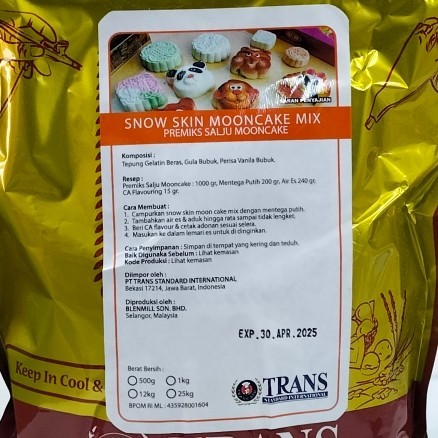 SARAN PENYAJIAN
SNOW SKIN MOONCAKE MIX
PREMIKS SALJU MOONCAKE
Komposisi :
Tepung Gelatin Beras, Gula Bubuk, Perisa Vanila Bubuk.
Resep :
Premiks Salju Mooncake : 1000 gr, Mentega Putih 200 gr, Air Es 240 gr,
CA Flavouring 15 gr.
Cara Membuat :
1. Campurkan snow skin moon cake mix dengan mentega putih.
2. Tambahkan air es & aduk hingga rata sampai tidak lengket.
3. Beri CA flavour & cetak adonan sesuai selera.
4. Masukan ke dalam lemari es untuk di dinginkan.
Cara Penyimpanan : Simpan di tempat yang kering dan teduh.
Baik Digunaka Sebelum : Lihat kemasan
Kode Produksi : Lihat kemasan
Diimpor oleh :
PT TRANS STANDARD INTERNATIONAL
Bekasi 17214, Jawa Barat, Indonesia
Diproduksi oleh :
BLENMILL SDN. BHD.
Selangor, Malaysia
EXP. 30. APR. 2025
Berat Bersih :
500g 1kg
12kg 25kg
BPOM RI ML : 435928001604
TRANS
STANDARD INTERNATIONAL
Keep In Cool &